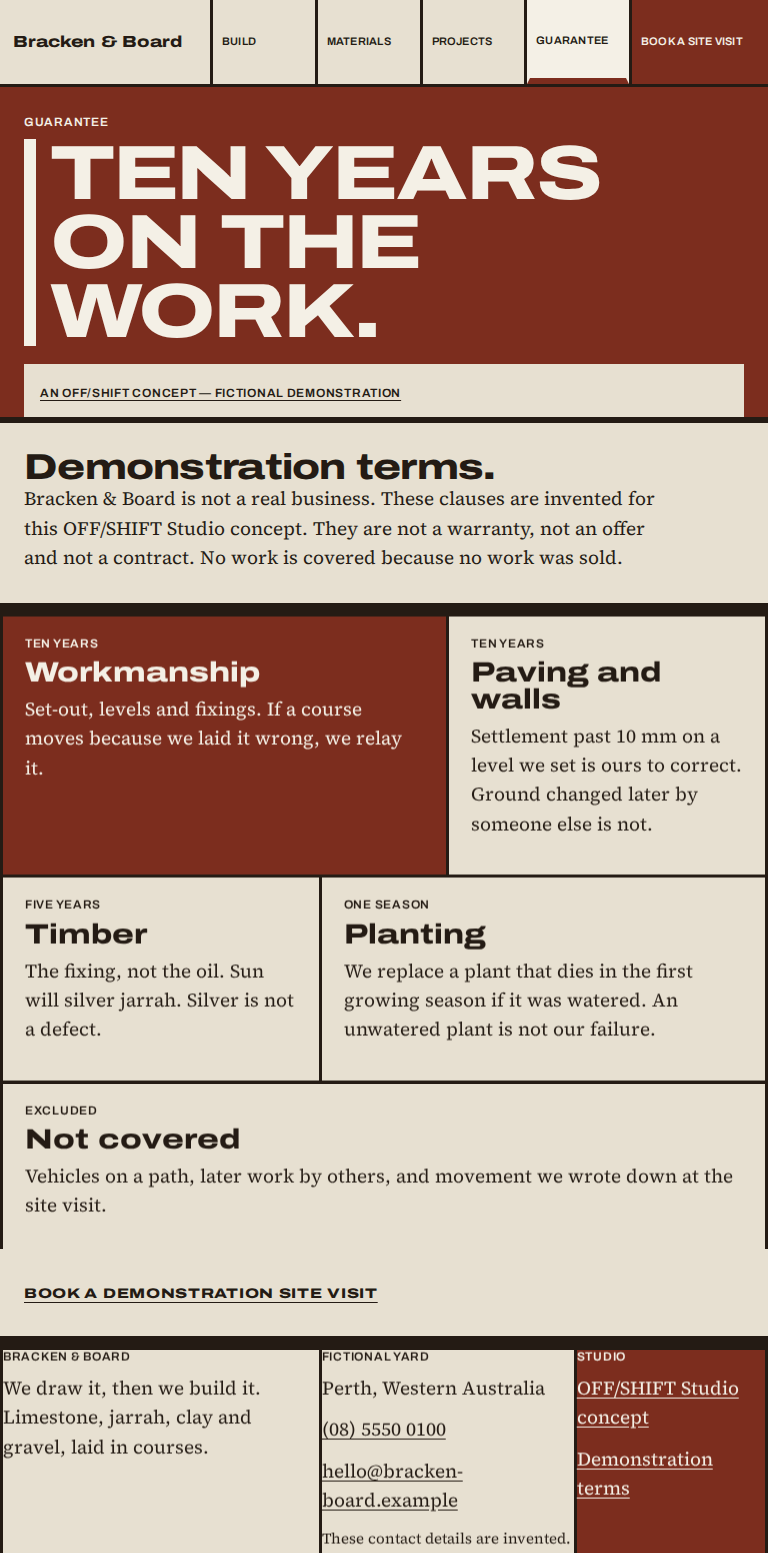 Bracken & Board
BUILD
MATERIALS
PROJECTS
GUARANTEE
BOOK A SITE VISIT
GUARANTEE
TEN YEARS
ON THE
WORK.
AN OFF/SHIFT CONCEPT — FICTIONAL DEMONSTRATION
Demonstration terms.
Bracken & Board is not a real business. These clauses are invented for
this OFF/SHIFT Studio concept. They are not a warranty, not an offer
and not a contract. No work is covered because no work was sold.
TEN YEARS
Workmanship
Set-out, levels and fixings. If a course
moves because we laid it wrong, we relay
it.
TEN YEARS
Paving and
walls
Settlement past 10 mm on a
level we set is ours to correct.
Ground changed later by
someone else is not.
FIVE YEARS
Timber
The fixing, not the oil. Sun
will silver jarrah. Silver is not
a defect.
ONE SEASON
Planting
We replace a plant that dies in the first
growing season if it was watered. An
unwatered plant is not our failure.
EXCLUDED
Not covered
Vehicles on a path, later work by others, and movement we wrote down at the
site visit.
BOOK A DEMONSTRATION SITE VISIT
BRACKEN & BOARD
We draw it, then we build it.
Limestone, jarrah, clay and
gravel, laid in courses.
FICTIONAL YARD
Perth, Western Australia
(08) 5550 0100
hello@bracken-
board.example
These contact details are invented.
STUDIO
OFF/SHIFT Studio
concept
Demonstration
terms